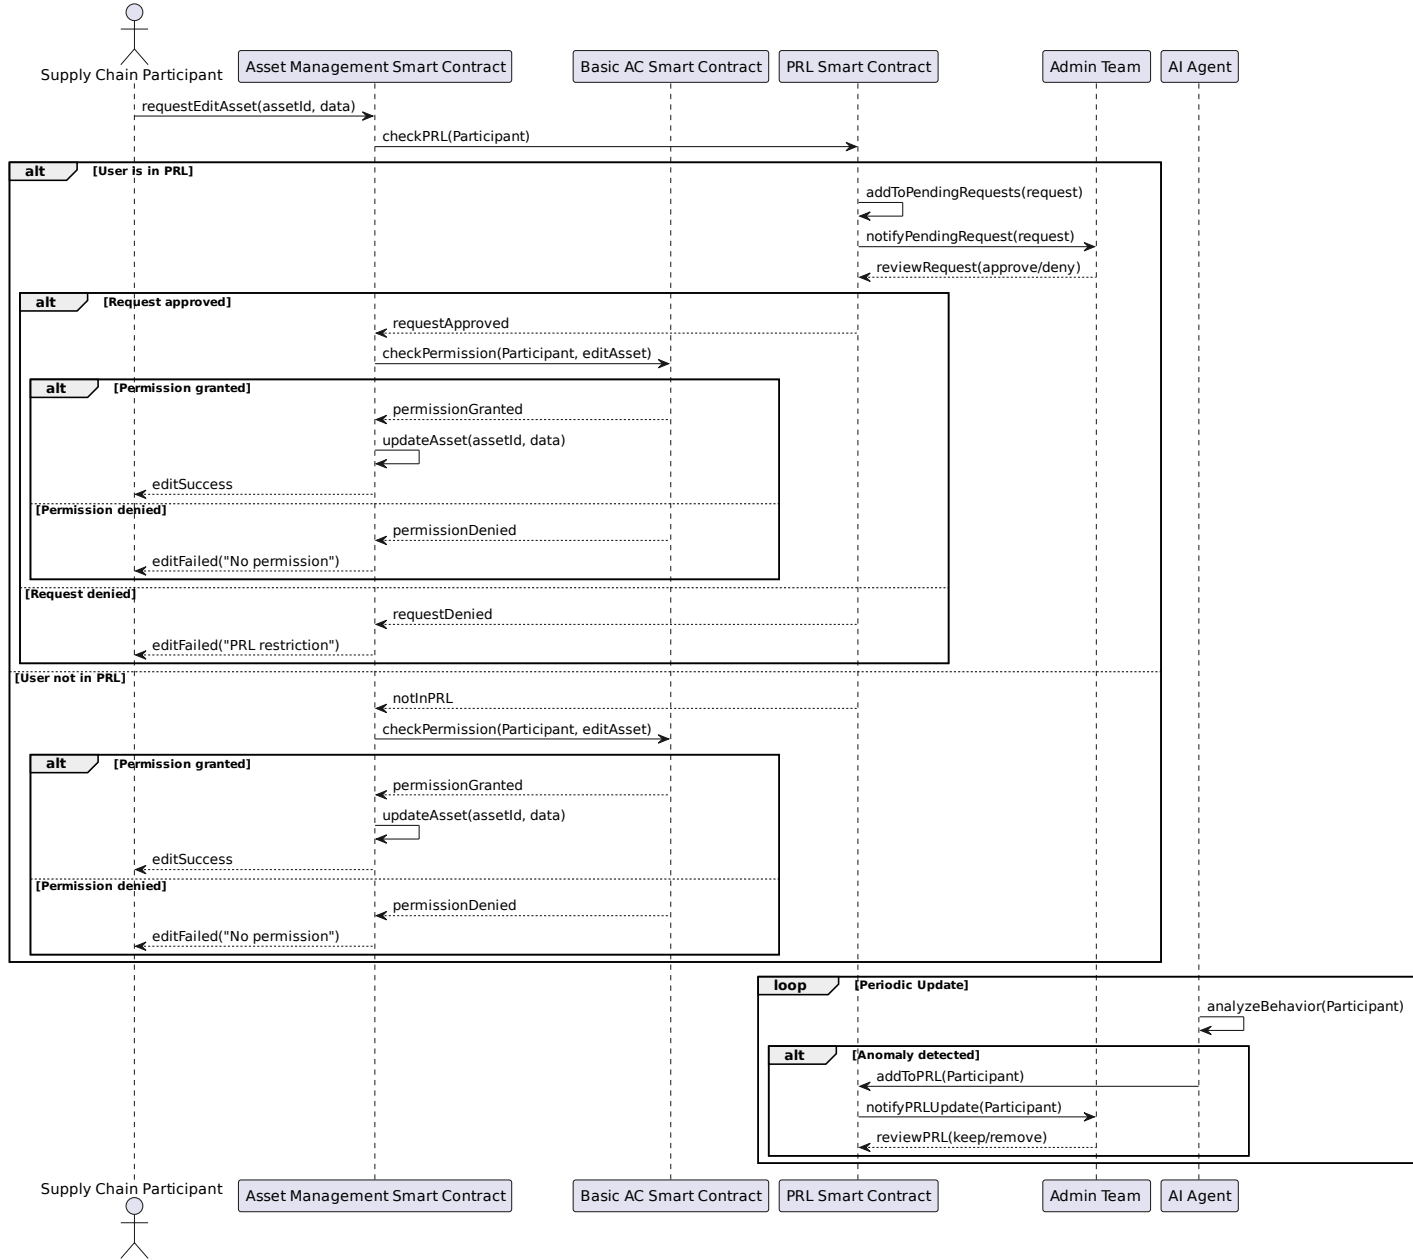 Supply Chain Participant
Asset Management Smart Contract
Basic AC Smart Contract
PRL Smart Contract
Admin Team
AI Agent
requestEditAsset(assetId, data)
checkPRL(Participant)
alt [User is in PRL]
addToPendingRequests(request)
notifyPendingRequest(request)
reviewRequest(approve/deny)
alt [Request approved]
requestApproved
checkPermission(Participant, editAsset)
alt [Permission granted]
permissionGranted
updateAsset(assetId, data)
editSuccess
[Permission denied]
permissionDenied
editFailed("No permission")
[Request denied]
requestDenied
editFailed("PRL restriction")
[User not in PRL]
notInPRL
checkPermission(Participant, editAsset)
alt [Permission granted]
permissionGranted
updateAsset(assetId, data)
editSuccess
[Permission denied]
permissionDenied
editFailed("No permission")
loop [Periodic Update]
analyzeBehavior(Participant)
alt [Anomaly detected]
addToPRL(Participant)
notifyPRLUpdate(Participant)
reviewPRL(keep/remove)
Supply Chain Participant
Asset Management Smart Contract
Basic AC Smart Contract
PRL Smart Contract
Admin Team
AI Agent